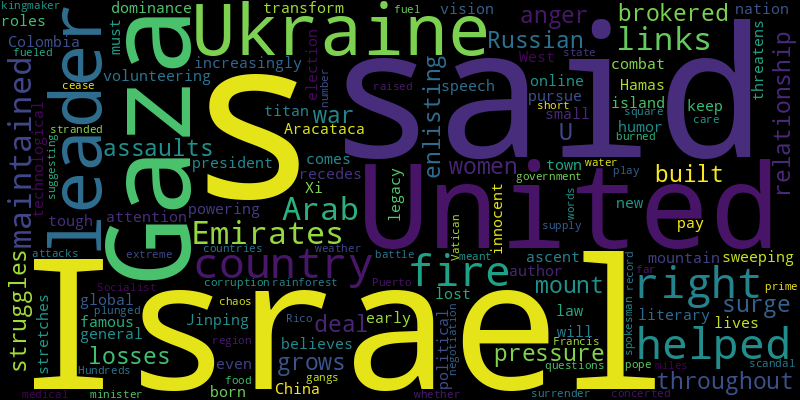 kingmaker
roles
dominance
transform
fuel
vision
nation
Colombia
fueled
must
Ukraine
anger
brokered
links
Russian
West
state
increasingly
volunteering
election
number
cease
leader
Gaza
S
said
raised
speech
online
pursue
short
combat
Hamas
island
square
burned
keep
care
threatens
relationship
maintained
technological
stranded
suggesting
titan
war
Aracataca
enlisting
U
small
humor
assaults
president
comes
recedes
Xi
legacy
women
town
water
government
play
built
tough
attention
powering
Arab
United
innocent
words
supply
new
pay
Emirates
vatican
meant
attacks
extreme
countries
weather
battle
country
fire
author
ascent
mountain
sweeping
struggles
stretches
Israel
Socialist
plunged
corruption
rainforest
chaos
Puerto
Rico
lost
mount
right
far
prime
global
famous
general
Jinping
deal
early
political
negotiation
law
will
Francis
spokesman
record
surge
literary
lives
losses
region
believes
grows
pressure
helped
scandal
Hundreds
even
food
gangs
China
questions
pope
miles
throughout
medical
minister
born
whether
surrender
concerted